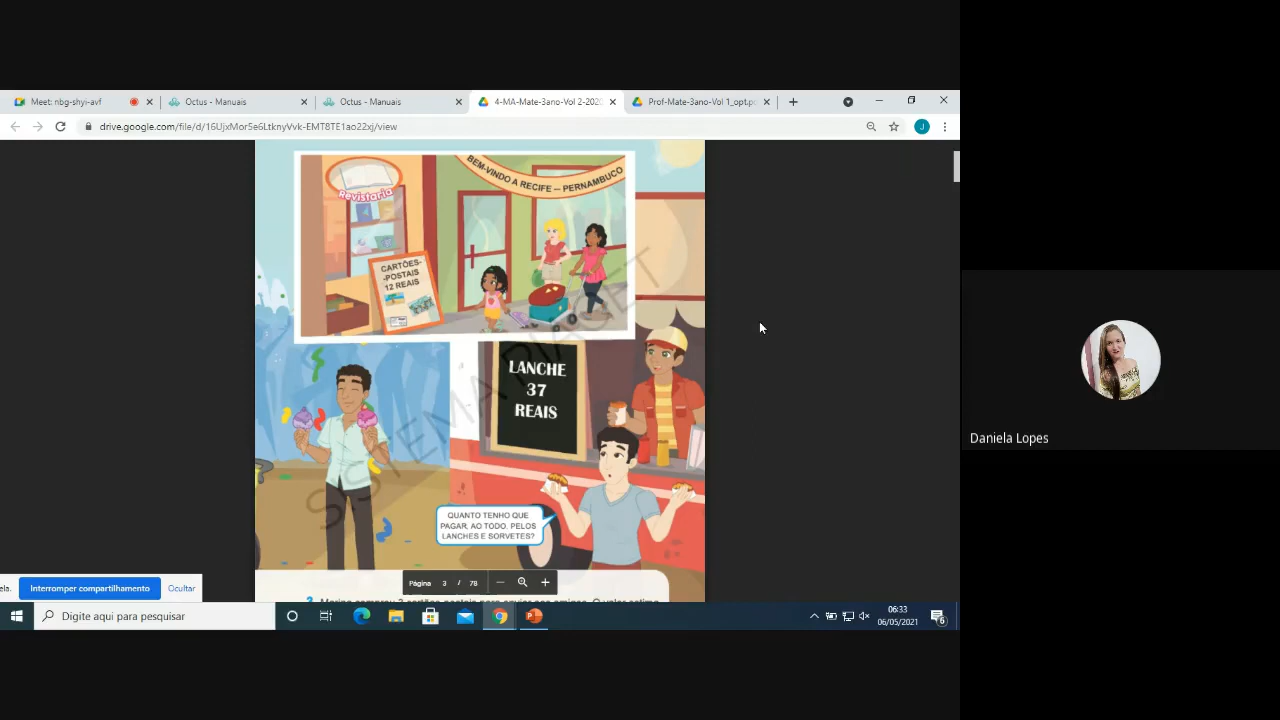 Meet: nbg-shyi-avf
Octus - Manuais
Octus - Manuais
4-MA-Mate-3ano-Vol 2-202
Prof-Mate-3ano-Vol 1_opt.p
drive.google.com/file/d/16UjxMor5e6LtknyVvk-EMT8TE1ao22xj/view
J
BEM-VINDO A RECIFE – PERNAMBUCO
Revistaria
CARTÕES-
-POSTAIS
12 REAIS
LANCHE
37
REAIS
QUANTO TENHO QUE
PAGAR, AO TODO, PELOS
LANCHES E SORVETES?
Daniela Lopes
ela.
Interromper compartilhamento
Ocultar
Página 3 / 78
Digite aqui para pesquisar
06:33
06/05/2021
6